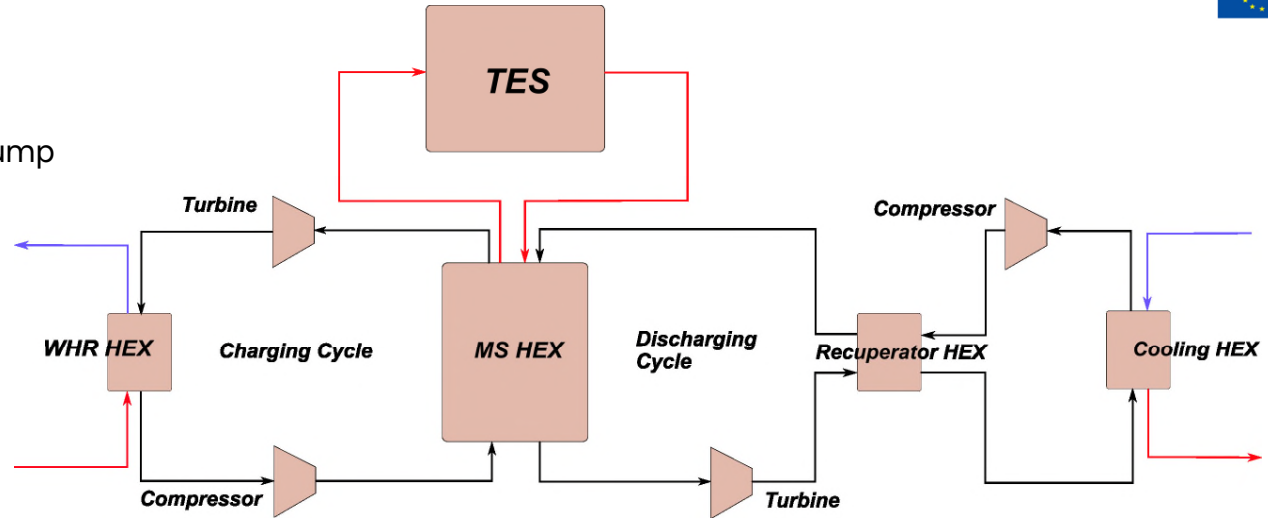 TES
ump
Turbine
Compressor
WHR HEX
Charging Cycle
MS HEX
Discharging
Cycle
Recuperator HEX
Cooling HEX
Compressor
Turbine